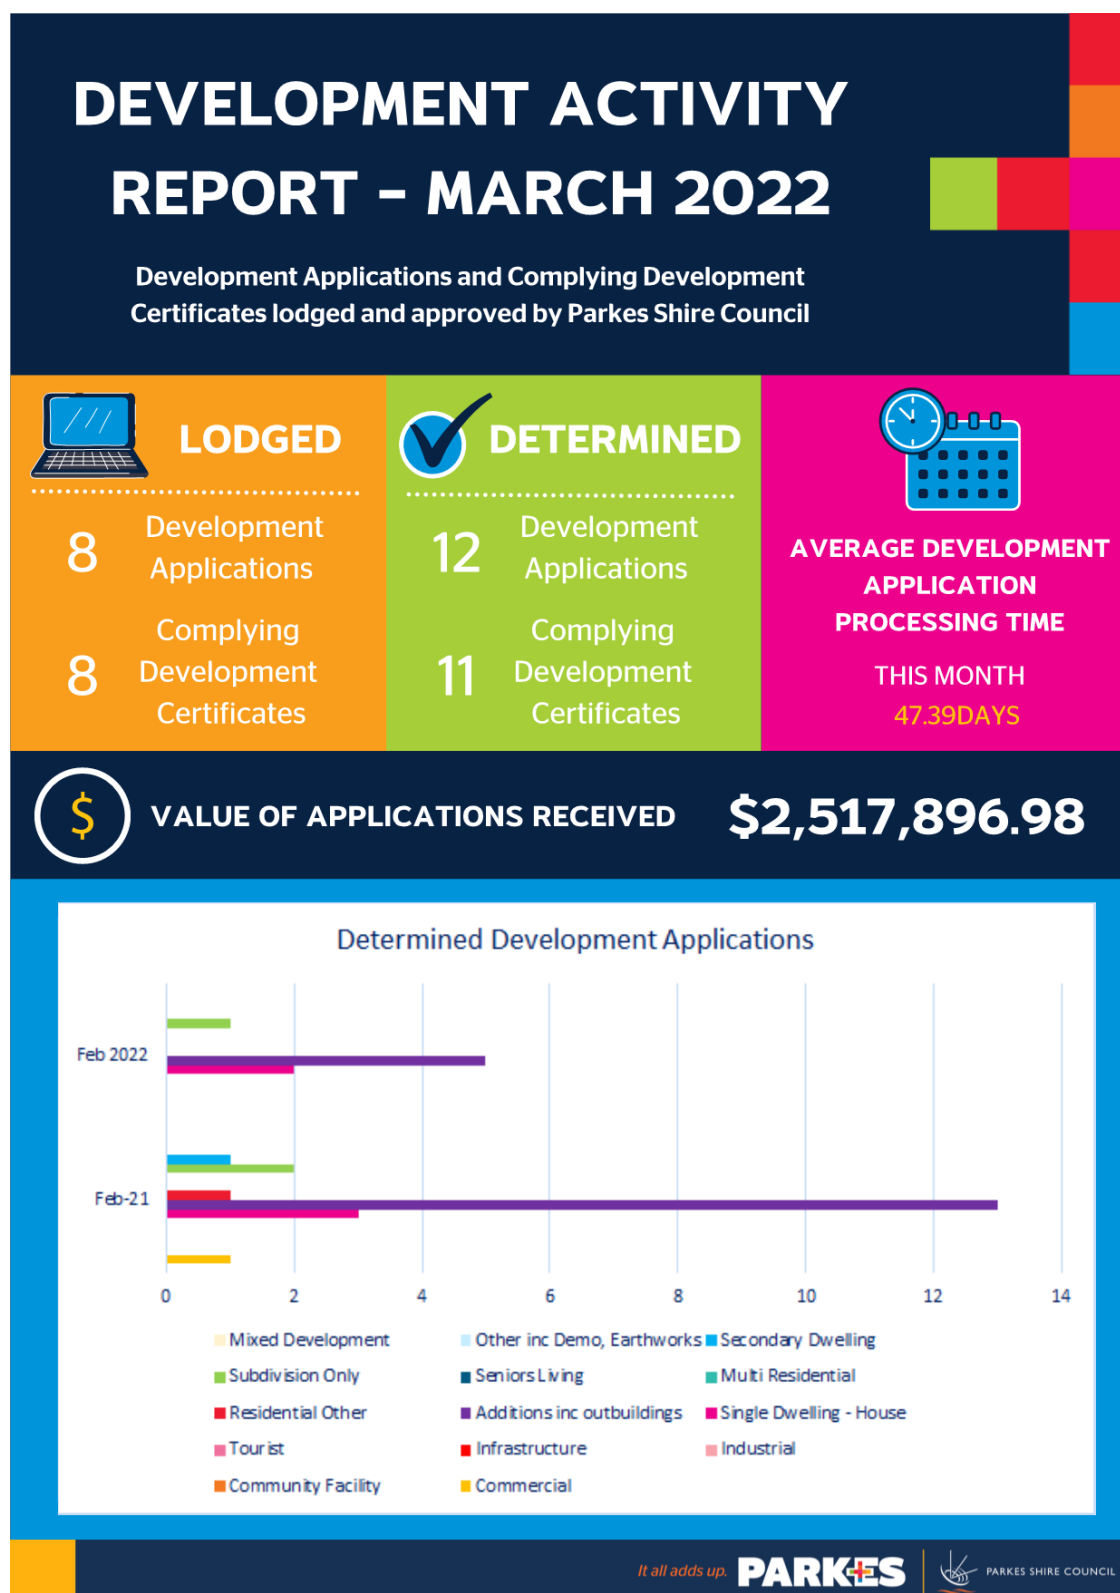 DEVELOPMENT ACTIVITY
REPORT - MARCH 2022
Development Applications and Complying Development
Certificates lodged and approved by Parkes Shire Council
LODGED
8
Development
Applications
8
Complying
Development
Certificates
DETERMINED
12
Development
Applications
11
Complying
Development
Certificates
AVERAGE DEVELOPMENT
APPLICATION
PROCESSING TIME
THIS MONTH
47.39DAYS
$
VALUE OF APPLICATIONS RECEIVED $2,517,896.98
Determined Development Applications
Feb 2022
Feb-21
0 2 4 6 8 10 12 14
Mixed Development Other inc Demo, Earthworks Secondary Dwelling
Subdivision Only Seniors Living Multi Residential
Residential Other Additions inc outbuildings Single Dwelling - House
Tourist Infrastructure Industrial
Community Facility Commercial
It all adds up. PARKES PARKES SHIRE COUNCIL